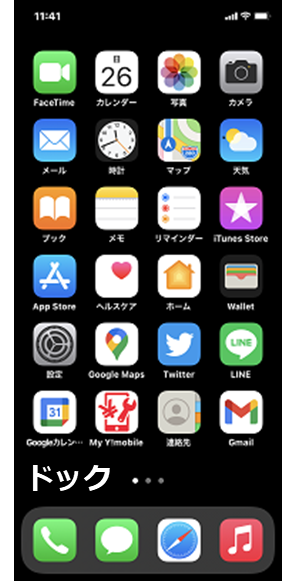 11:41
日
26
FaceTime カレンダー 写真 カメラ
280
メール 時計 マップ 天気
ブック メモ リマインダー iTunes Store
App Store ヘルスケア ホーム Wallet
LINE
設定 Google Maps Twitter LINE
31
Googleカレン… My Y!mobile 連絡先 Gmail
ドック